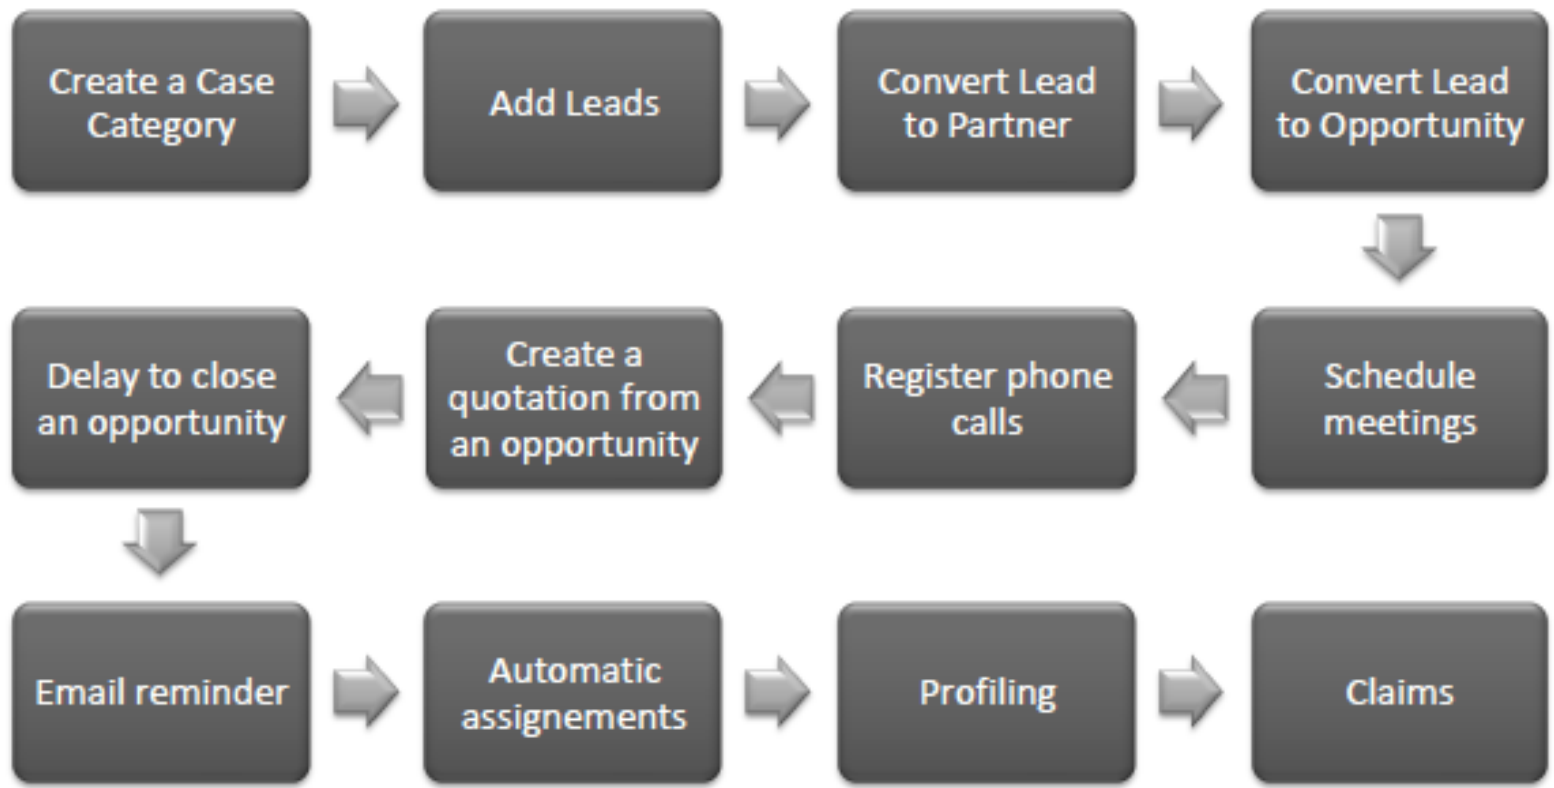 Create a Case
Category
Add Leads
Convert Lead
to Partner
Convert Lead
to Opportunity
Schedule
meetings
Register phone
calls
Create a
quotation from
an opportunity
Delay to close
an opportunity
Email reminder
Automatic
assignements
Profiling
Claims